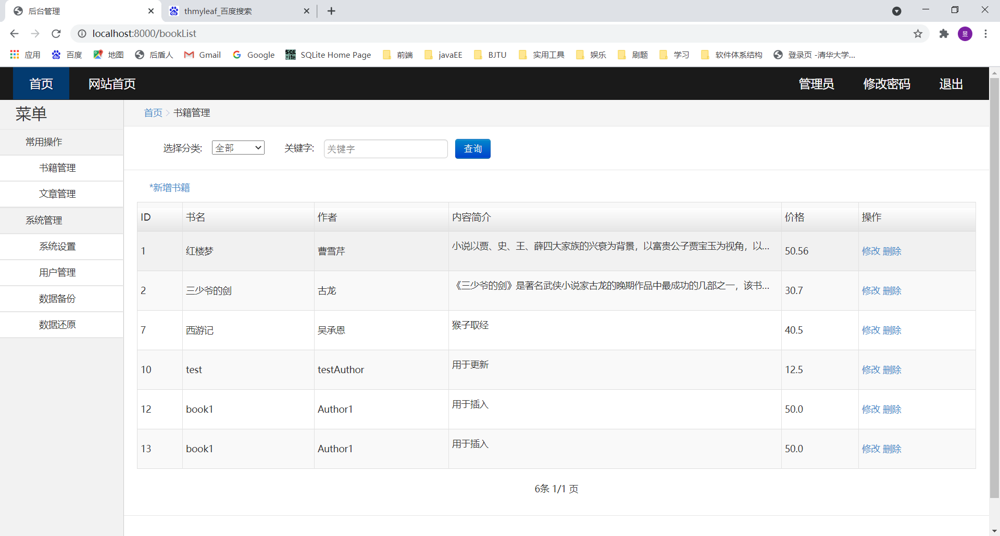 后台管理
thmyleaf_百度搜索
localhost:8000/bookList
昱
应用 百度 地图 后盾人 Gmail Google SQLite Home Page 前端 javaEE BJTU 实用工具 娱乐 刷题 学习 软件体系结构 登录页 -清华大学...
首页 网站首页 管理员 修改密码 退出
菜单
常用操作
书籍管理
文章管理
系统管理
系统设置
用户管理
数据备份
数据还原
首页 > 书籍管理
选择分类: 全部 关键字: 关键字 查询
*新增书籍
ID 书名 作者 内容简介 价格 操作
1 红楼梦 曹雪芹 小说以贾、史、王、薛四大家族的兴衰为背景，以富贵公子贾宝玉为视角，以... 50.56 修改 删除
2 三少爷的剑 古龙 《三少爷的剑》是著名武侠小说家古龙的晚期作品中最成功的几部之一，该书... 30.7 修改 删除
7 西游记 吴承恩 猴子取经 40.5 修改 删除
10 test testAuthor 用于更新 12.5 修改 删除
12 book1 Author1 用于插入 50.0 修改 删除
13 book1 Author1 用于插入 50.0 修改 删除
6条 1/1 页